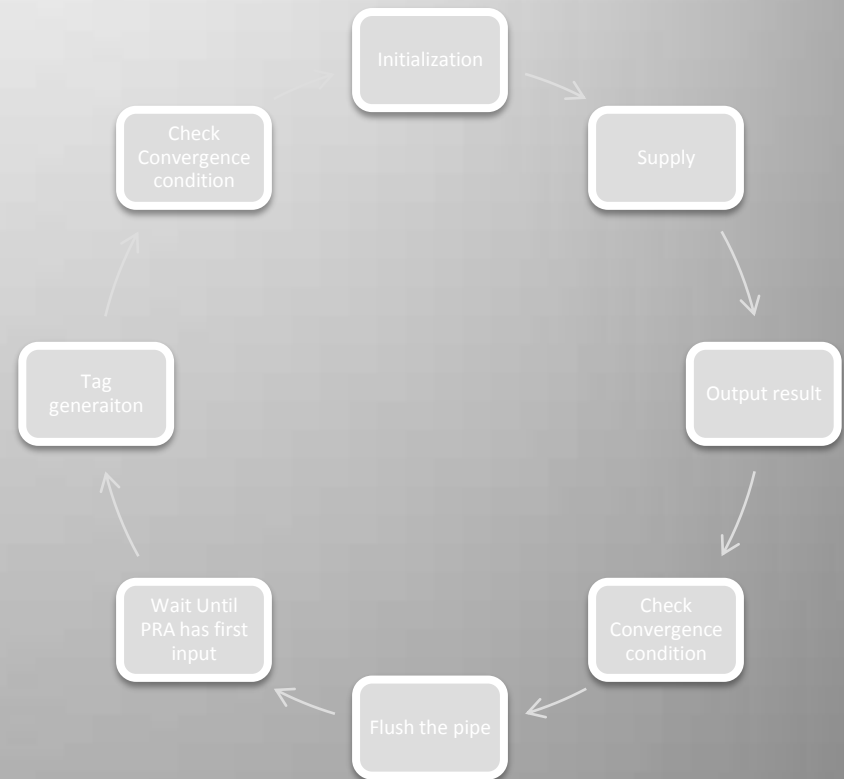 Initialization
Supply
Output result
Check
Convergence
condition
Flush the pipe
Wait Until
PRA has first
input
Tag
generaiton
Check
Convergence
condition